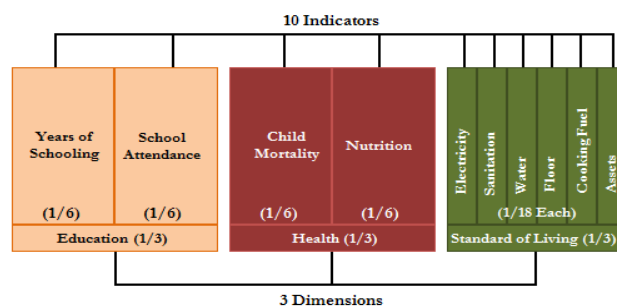 10 Indicators
Years of
Schooling
(1/6)
School
Attendance
(1/6)
Education (1/3)
Child
Mortality
(1/6)
Nutrition
(1/6)
Health (1/3)
Electricity
Sanitation
Water
Floor
Cooking Fuel
Assets
(1/18 Each)
Standard of Living (1/3)
3 Dimensions